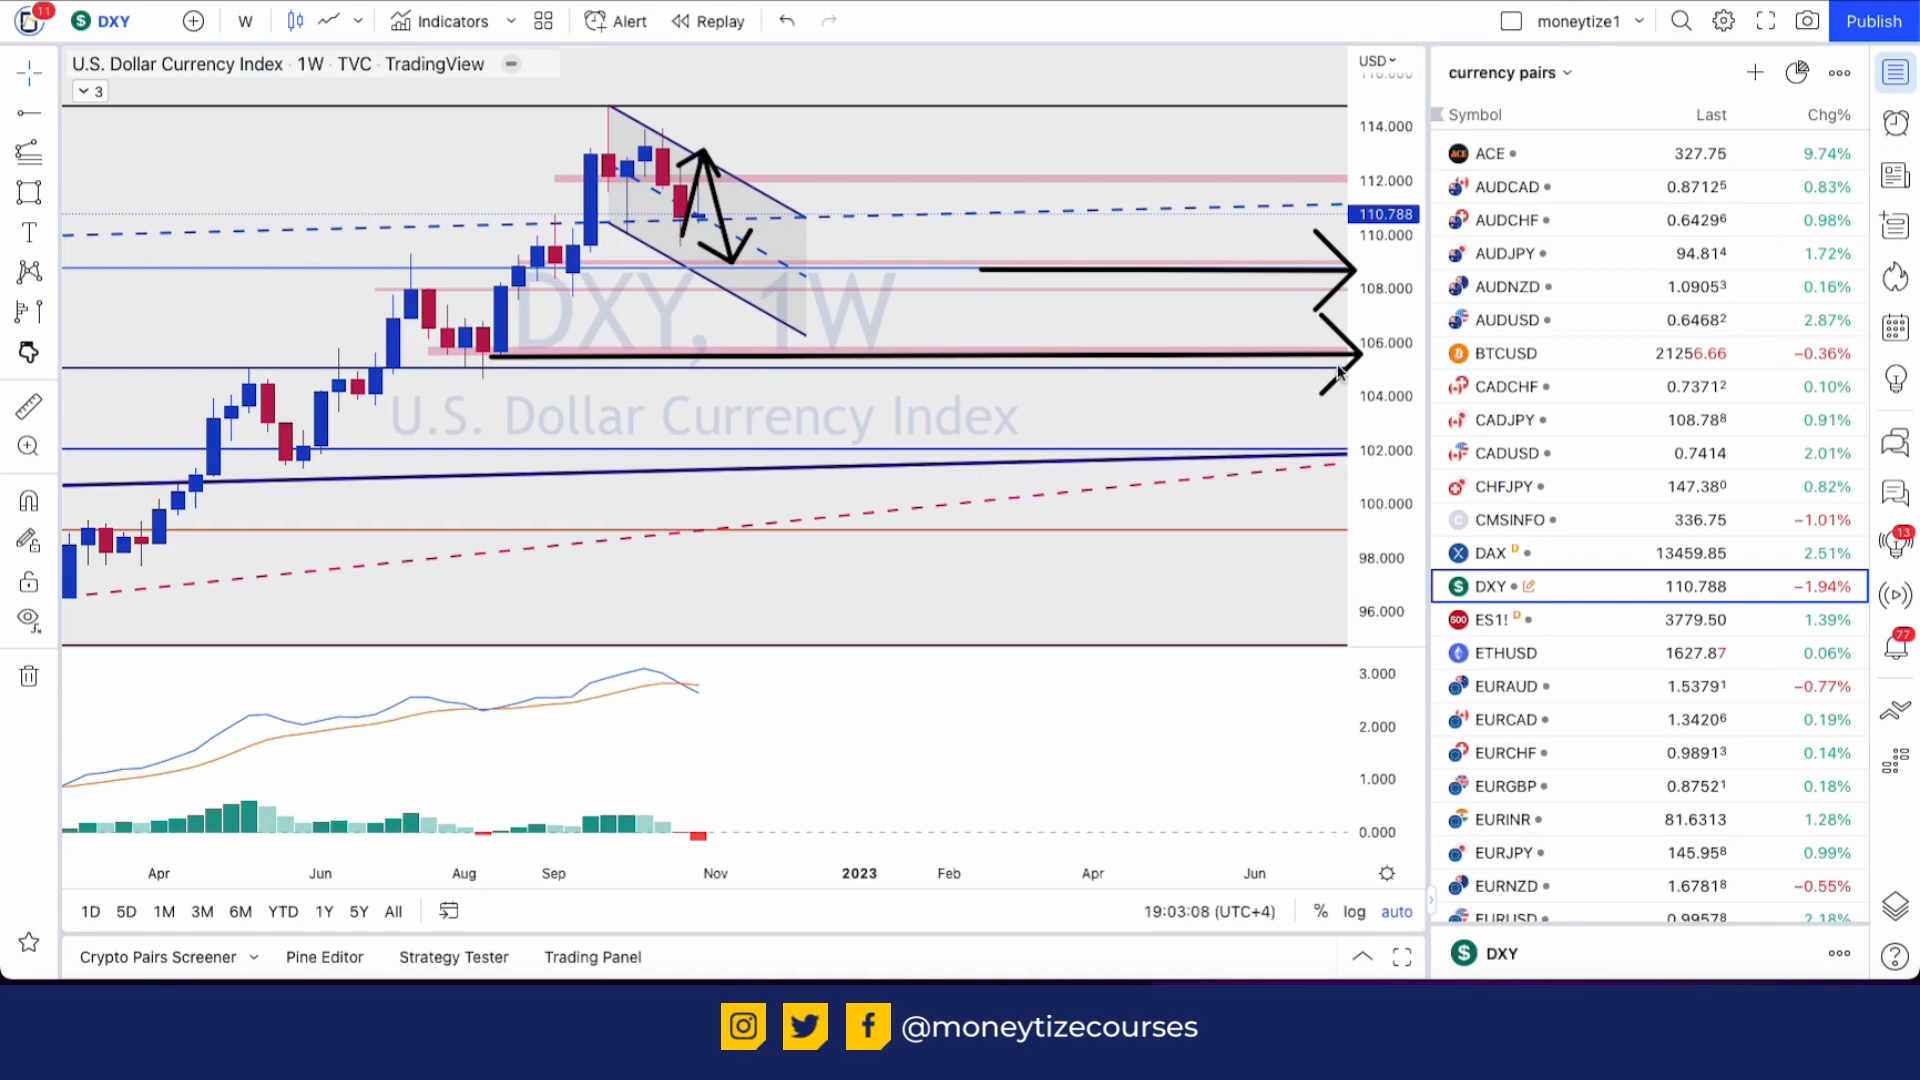 11
DXY
W
Indicators
Alert
Replay
moneytize1
Publish
U.S. Dollar Currency Index · 1W · TVC · TradingView
3
USD
114.000
112.000
110.788
110.000
108.000
106.000
104.000
102.000
100.000
98.000
96.000
DXY, 1W
U.S. Dollar Currency Index
3.000
2.000
1.000
0.000
Apr Jun Aug Sep Nov 2023 Feb Apr Jun
1D 5D 1M 3M 6M YTD 1Y 5Y All
19:03:08 (UTC+4) % log auto
Crypto Pairs Screener Pine Editor Strategy Tester Trading Panel
currency pairs
Symbol Last Chg%
ACE 327.75 9.74%
AUDCAD 0.87125 0.83%
AUDCHF 0.64296 0.98%
AUDJPY 94.814 1.72%
AUDNZD 1.09053 0.16%
AUDUSD 0.64682 2.87%
BTCUSD 21256.66 −0.36%
CADCHF 0.73712 0.10%
CADJPY 108.788 0.91%
CADUSD 0.7414 2.01%
CHFJPY 147.380 0.82%
CMSINFO 336.75 −1.01%
DAX D 13459.85 2.51%
DXY 110.788 −1.94%
500 ES1! D 3779.50 1.39%
ETHUSD 1627.87 0.06%
EURAUD 1.53791 −0.77%
EURCAD 1.34206 0.19%
EURCHF 0.98913 0.14%
EURGBP 0.87521 0.18%
EURINR 81.6313 1.28%
EURJPY 145.958 0.99%
EURNZD 1.67818 −0.55%
EURUSD 0.99578 2.18%
DXY
13
77
@moneytizecourses